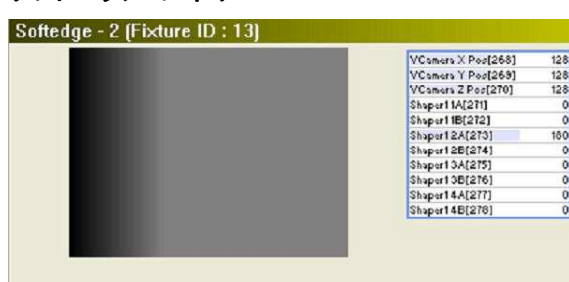 Softedge - 2 (Fixture ID : 13)
VCamera X Pos[268] 128
VCamera Y Pos[269] 128
VCamera Z Pos[270] 128
Shaper1 1A[271] 0
Shaper1 1B[272] 0
Shaper1 2A[273] 180
Shaper1 2B[274] 0
Shaper1 3A[275] 0
Shaper1 3B[276] 0
Shaper1 4A[277] 0
Shaper1 4B[278] 0